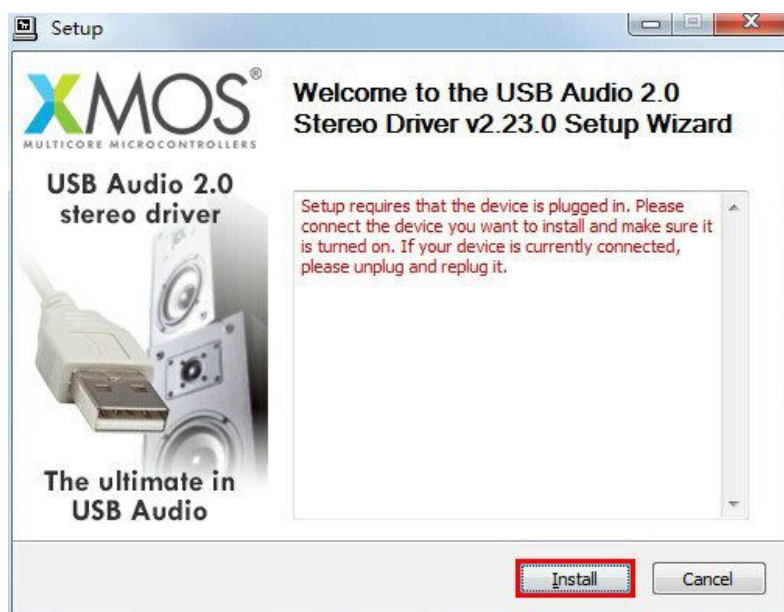 Setup
XMOS®
MULTICORE MICROCONTROLLERS
USB Audio 2.0
stereo driver
The ultimate in
USB Audio
Welcome to the USB Audio 2.0
Stereo Driver v2.23.0 Setup Wizard
Setup requires that the device is plugged in. Please
connect the device you want to install and make sure it
is turned on. If your device is currently connected,
please unplug and replug it.
Install
Cancel